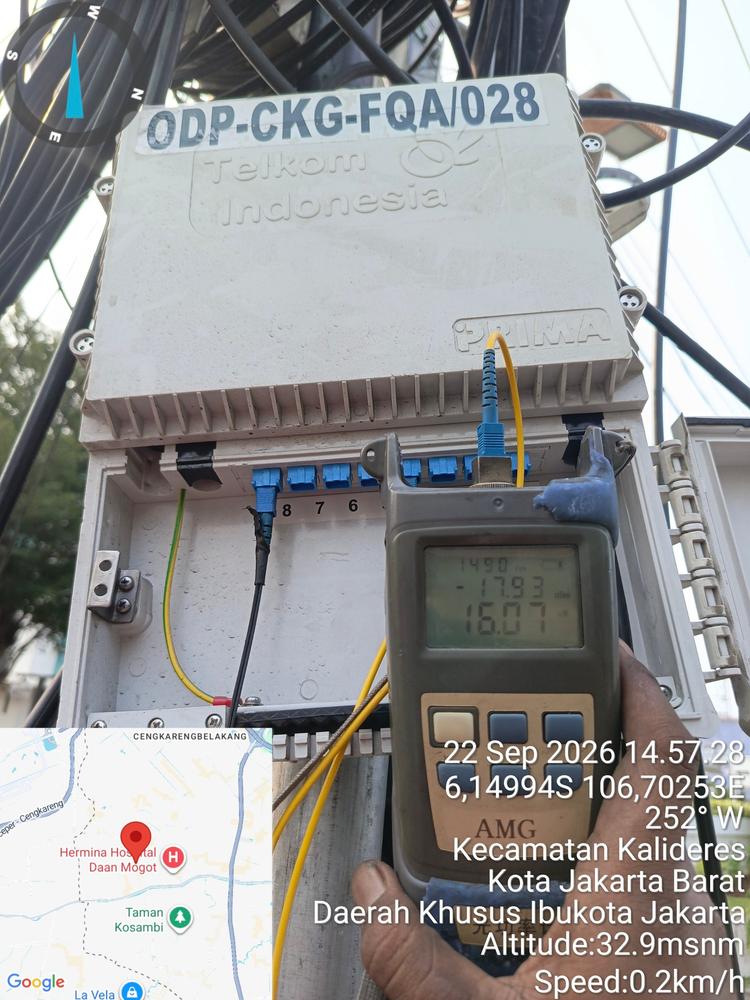 W
S
N
E
ODP-CKG-FQA/028
Telkom
Indonesia
PRIMA
8 7 6
1490
-17.93
16.07
AMG
22 Sep 2026 14.57.28
6,14994S 106,70253E
252° W
Kecamatan Kalideres
Kota Jakarta Barat
Daerah Khusus Ibukota Jakarta
Altitude:32.9msnm
Speed:0.2km/h
CENGKARENGBELAKANG
Hermina Hospital
Daan Mogot
H
Taman
Kosambi
La Vela
Google